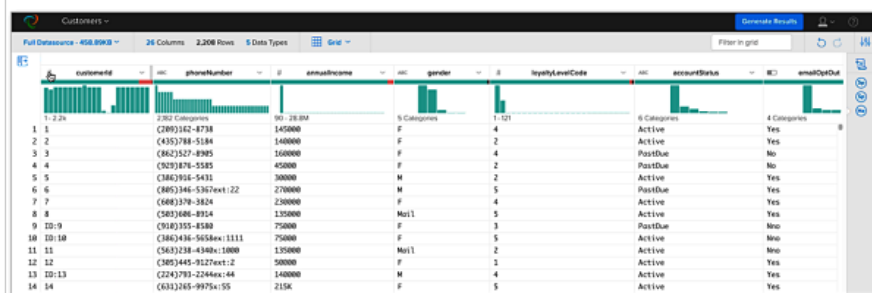 Customers
Generate Results
Full Datasource - 458.89KB
26 Columns 2,208 Rows 5 Data Types Grid Filter in grid
customerId ABC phoneNumber # annualIncome ABC gender # loyaltyLevelCode ABC accountStatus emailOptOut
1 - 2.2k 2,182 Categories 90 - 28.8M 5 Categories 1 - 121 6 Categories 4 Categories
1 1 (209)162-8738 145000 F 4 Active Yes
2 2 (435)788-5184 140000 F 2 Active Yes
3 3 (862)527-8905 160000 F 4 PastDue No
4 4 (929)876-5585 45000 F 2 PastDue No
5 5 (386)916-5431 30000 M 2 Active Yes
6 6 (805)346-5367ext:22 270000 M 5 PastDue Yes
7 7 (608)370-3824 230000 F 4 Active Yes
8 8 (503)606-8914 135000 Mail 5 Active Yes
9 ID:9 (910)355-8580 75000 F 3 PastDue Nno
10 ID:10 (386)436-5658ex:1111 75000 F 5 Active Nno
11 11 (563)238-4340x:1000 135000 Mail 2 Active Nno
12 12 (305)445-9127ext:2 50000 F 1 Active Yes
13 ID:13 (224)793-2244ex:44 140000 M 4 Active Yes
14 14 (631)265-9975x:55 215K F 5 Active Yes